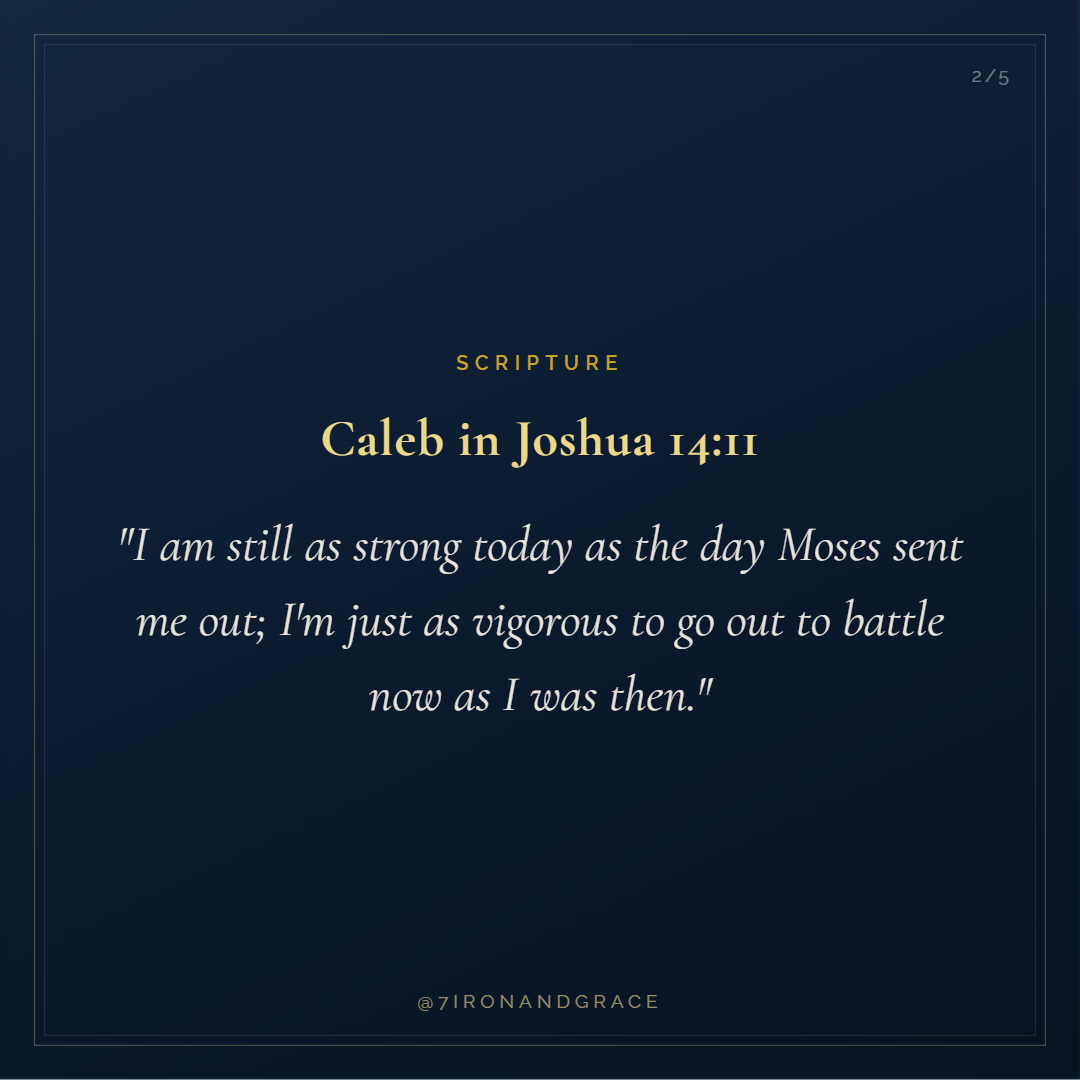 2/5
SCRIPTURE
Caleb in Joshua 14:11
"I am still as strong today as the day Moses sent
me out; I'm just as vigorous to go out to battle
now as I was then."
@7IRONANDGRACE